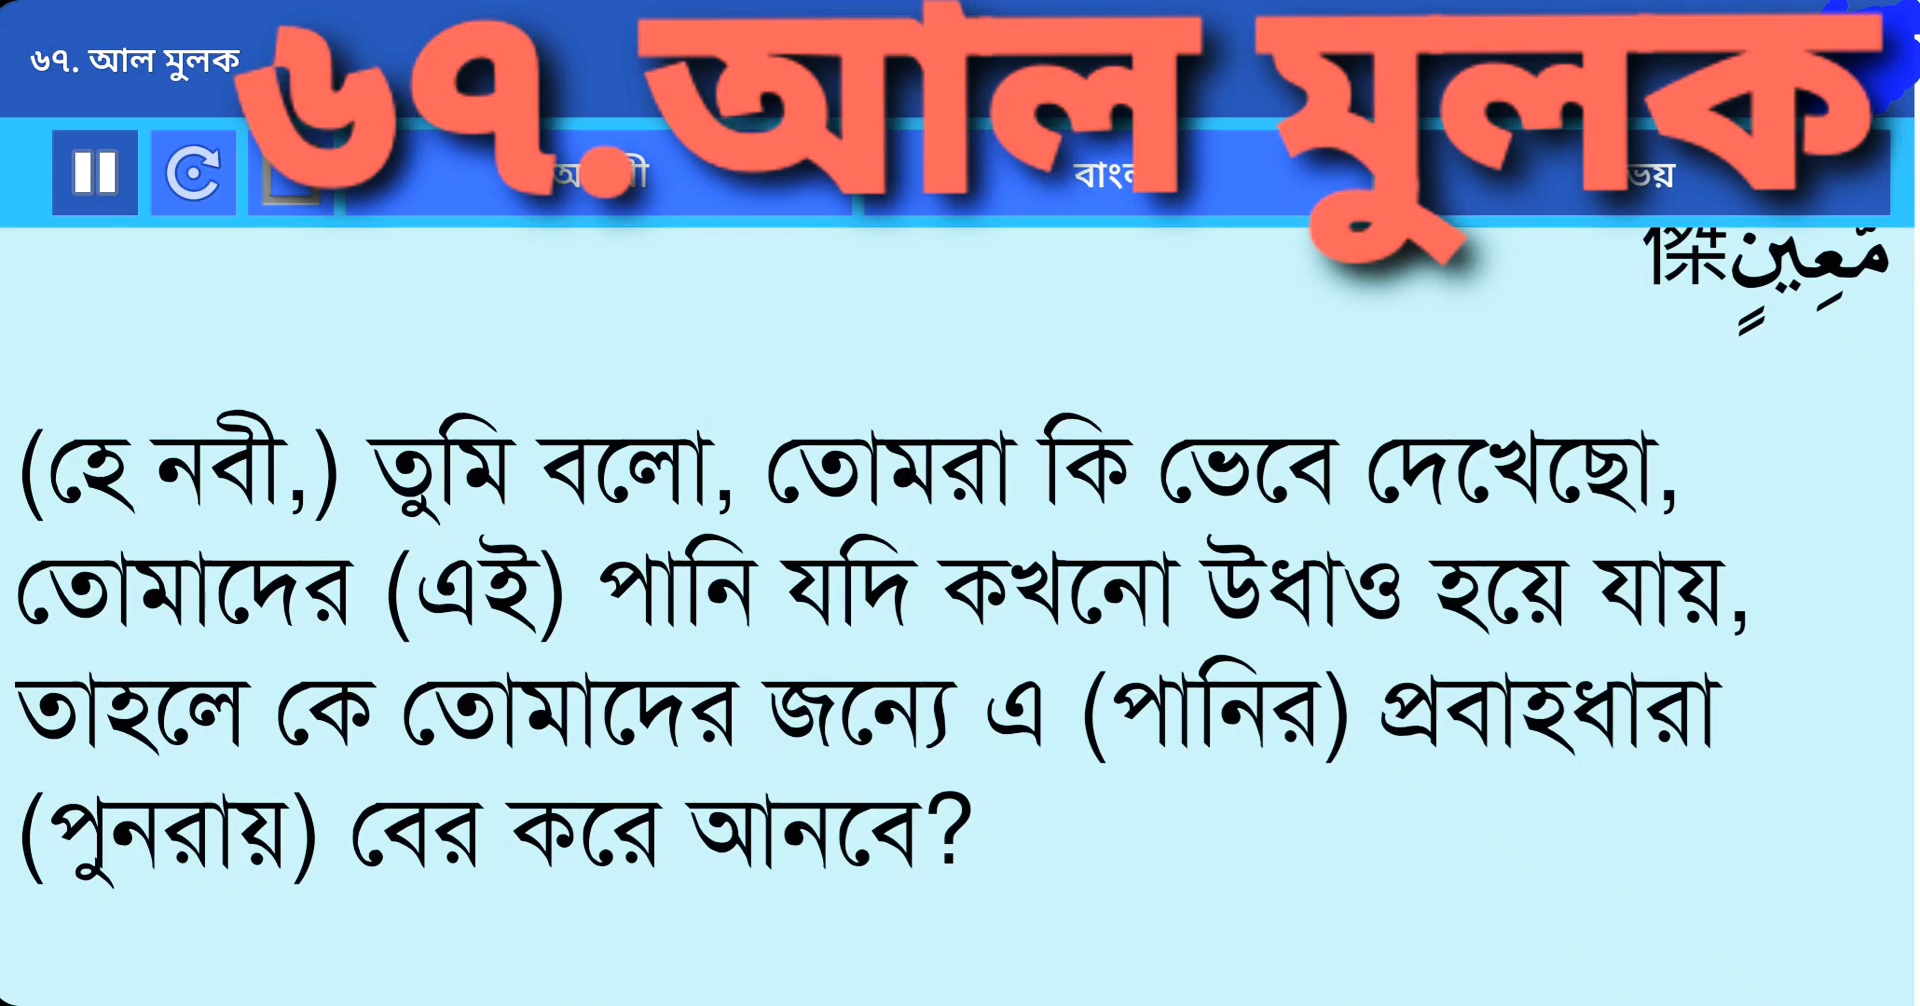 ৬৭. আল মুলক
৬৭.আল মুলক
مَّعِينٍ
(হে নবী,) তুমি বলো, তোমরা কি ভেবে দেখেছো,
তোমাদের (এই) পানি যদি কখনো উধাও হয়ে যায়,
তাহলে কে তোমাদের জন্যে এ (পানির) প্রবাহধারা
(পুনরায়) বের করে আনবে?